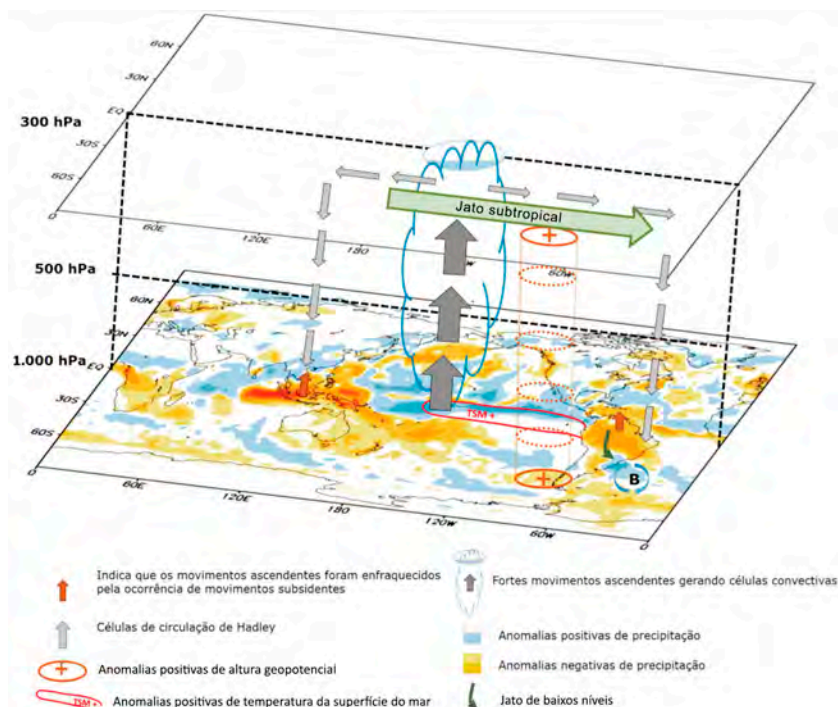 60N
30N
EQ
300 hPa
30S
60S
Jato subtropical
0
60E
120E
180
60W
500 hPa
60N
30N
1.000 hPa
EQ
30S
TSM +
60S
B
0
60E
120E
180
120W
60W
0
Indica que os movimentos ascendentes foram enfraquecidos
pela ocorrência de movimentos subsidentes
Células de circulação de Hadley
Anomalias positivas de altura geopotencial
TSM +
Anomalias positivas de temperatura da superfície do mar
Fortes movimentos ascendentes gerando células convectivas
Anomalias positivas de precipitação
Anomalias negativas de precipitação
Jato de baixos níveis